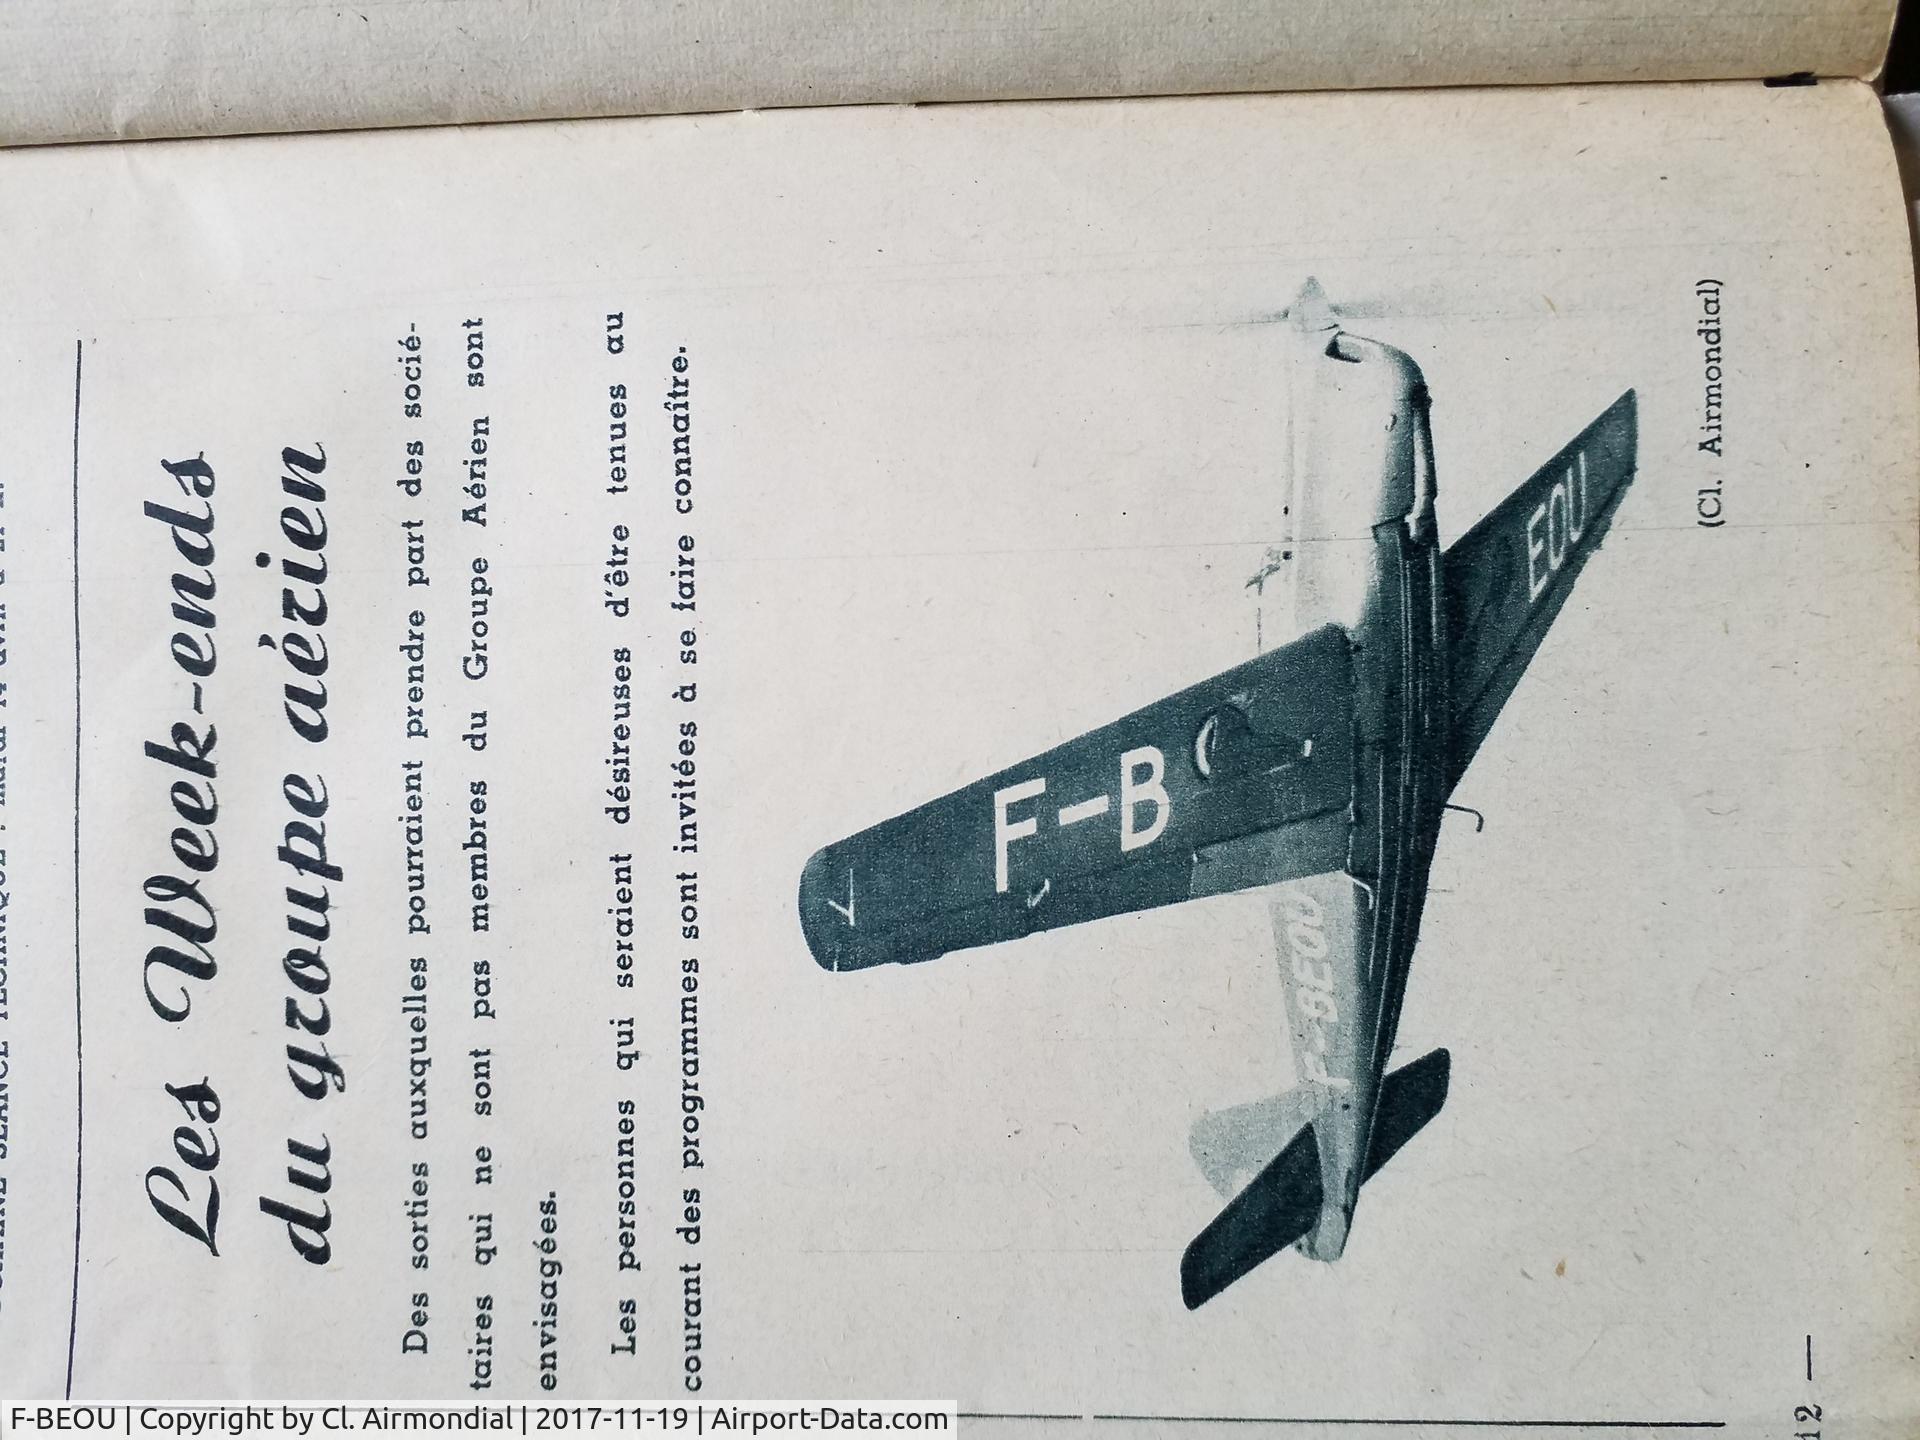 Les Week-ends
du groupe aérien
Des sorties auxquelles pourraient prendre part des socié-
taires qui ne sont pas membres du Groupe Aérien sont
envisagées.
Les personnes qui seraient désireuses d'être tenues au
courant des programmes sont invitées à se faire connaître.
F-B
EOU
F-BEOU
(Cl. Airmondial)
12 —
F-BEOU | Copyright by Cl. Airmondial | 2017-11-19 | Airport-Data.com